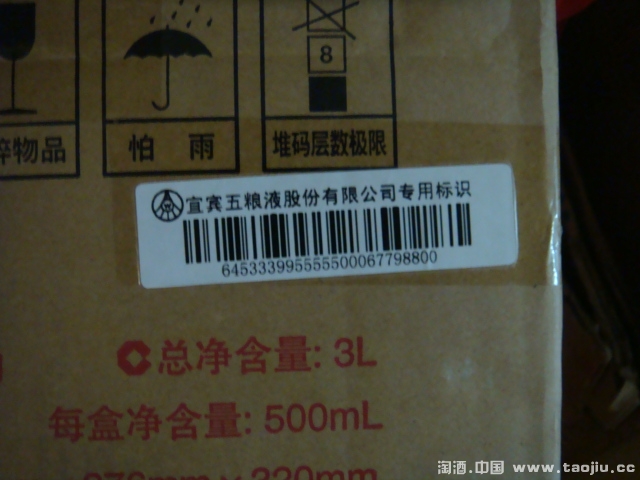 8
碎物品
怕 雨
堆码层数极限
宜宾五粮液股份有限公司专用标识
645333995555500067798800
总净含量: 3L
每盒净含量: 500mL
淘酒.中国 www.taojiu.cc